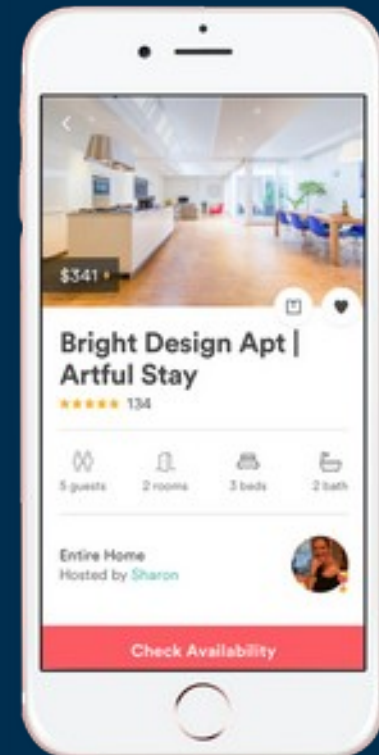 $341
Bright Design Apt |
Artful Stay
134
5 guests 2 rooms 3 beds 2 bath
Entire Home
Hosted by Sharon
Check Availability